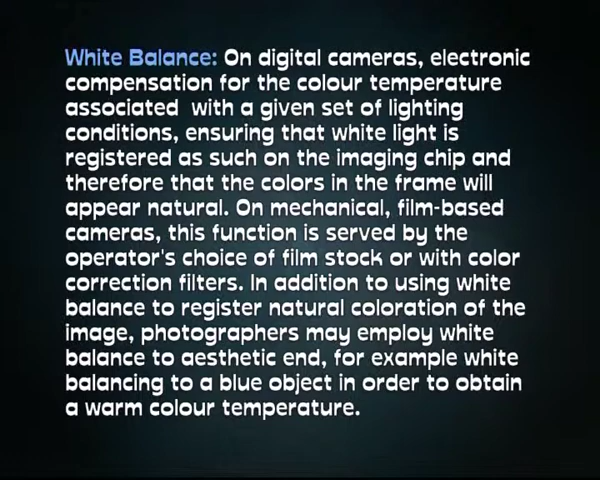 White Balance: On digital cameras, electronic
compensation for the colour temperature
associated  with a given set of lighting
conditions, ensuring that white light is
registered as such on the imaging chip and
therefore that the colors in the frame will
appear natural. On mechanical, film-based
cameras, this function is served by the
operator's choice of film stock or with color
correction filters. In addition to using white
balance to register natural coloration of the
image, photographers may employ white
balance to aesthetic end, for example white
balancing to a blue object in order to obtain
a warm colour temperature.